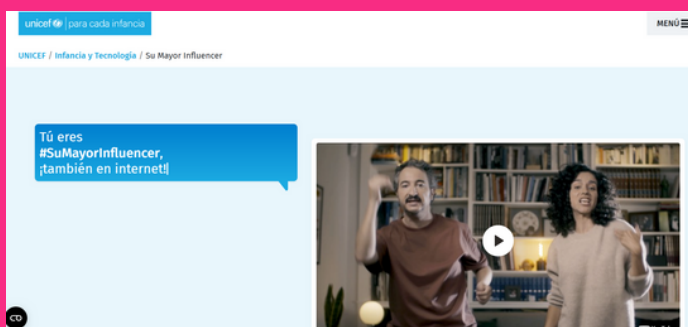 unicef | para cada infancia
MENÚ
UNICEF / Infancia y Tecnología / Su Mayor Influencer
Tú eres
#SuMayorInfluencer,
¡también en internet!